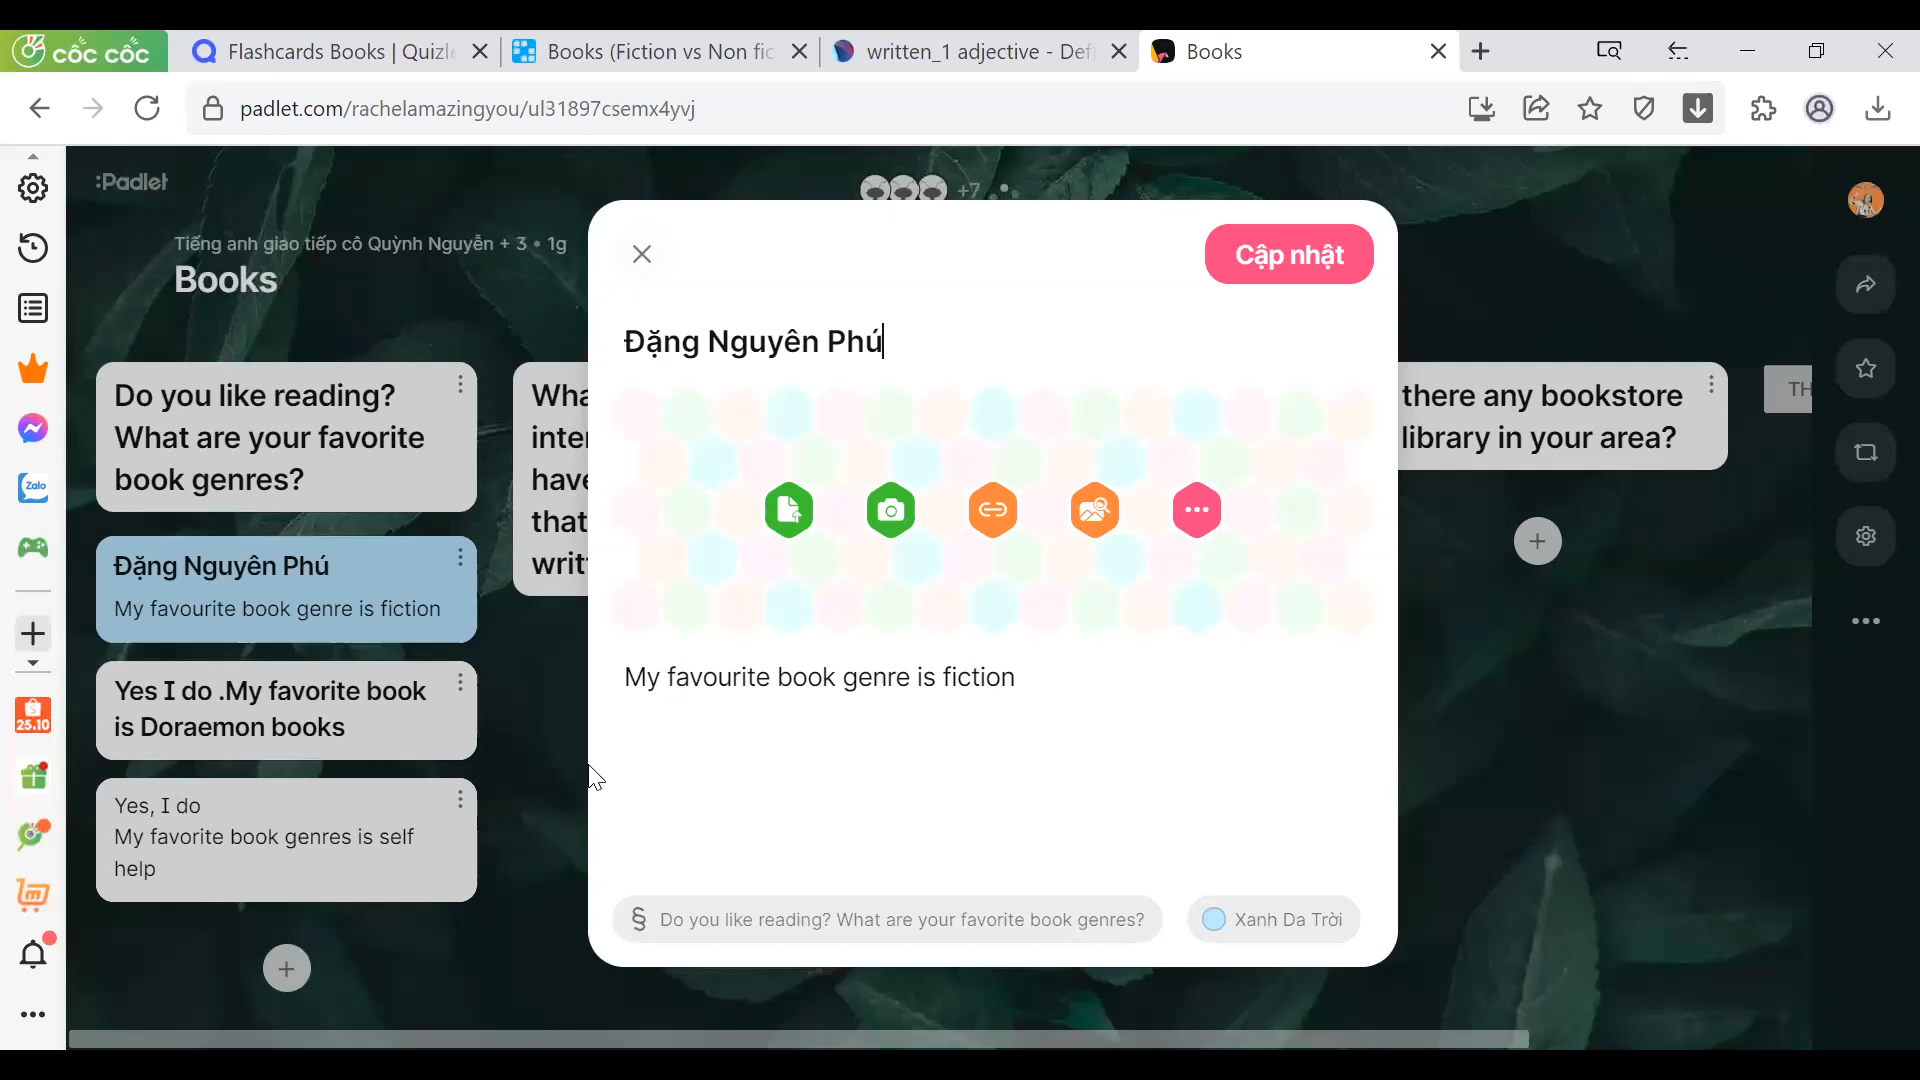 cốc cốc
Flashcards Books | Quizle
Books (Fiction vs Non fic
written_1 adjective - Def
Books
padlet.com/rachelamazingyou/ul31897csemx4yvj
:Padlet
+7
Tiếng anh giao tiếp cô Quỳnh Nguyễn + 3 • 1g
Books
Cập nhật
Đặng Nguyên Phú
Do you like reading?
What are your favorite
book genres?
Wha
inter
have
that
writ
there any bookstore
library in your area?
TH
Zalo
Đặng Nguyên Phú
My favourite book genre is fiction
My favourite book genre is fiction
Yes I do .My favorite book
is Doraemon books
25.10
Yes, I do
My favorite book genres is self
help
Do you like reading? What are your favorite book genres?
Xanh Da Trời